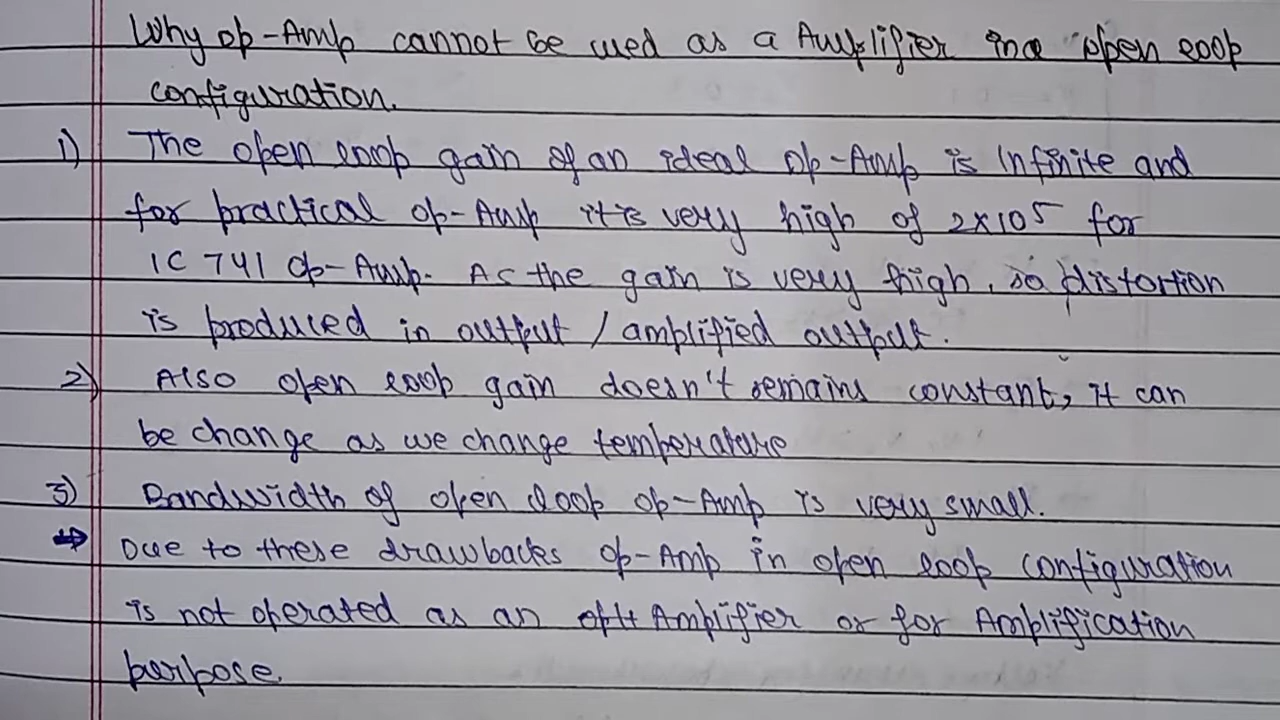 Why op-Amp cannot be used as a Amplifier in a open loop
configuration.
1) The open loop gain of an ideal op-Amp is Infinite and
for practical op-Amp it is very high of 2x10⁵ for
IC 741 op-Amp. As the gain is very high, so distortion
is produced in output / amplified output.
2) Also open loop gain doesn't remains constant, it can
be change as we change temperature
3) Bandwidth of open loop op-Amp is very small.
⇒ Due to these drawbacks op-Amp in open loop configuration
is not operated as an Amplifier or for Amplification
purpose.